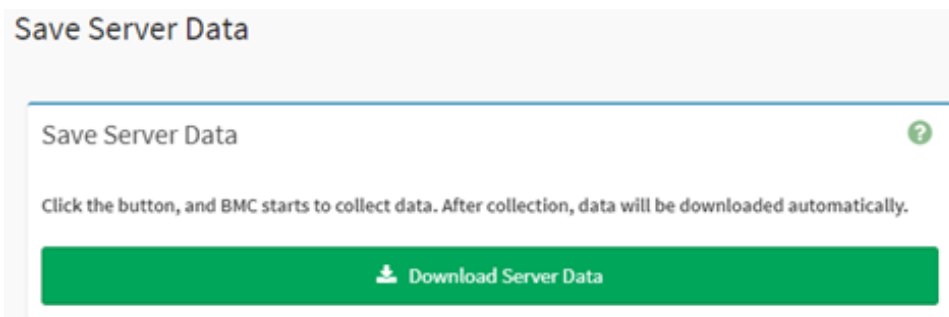 Save Server Data
Save Server Data
Click the button, and BMC starts to collect data. After collection, data will be downloaded automatically.
Download Server Data